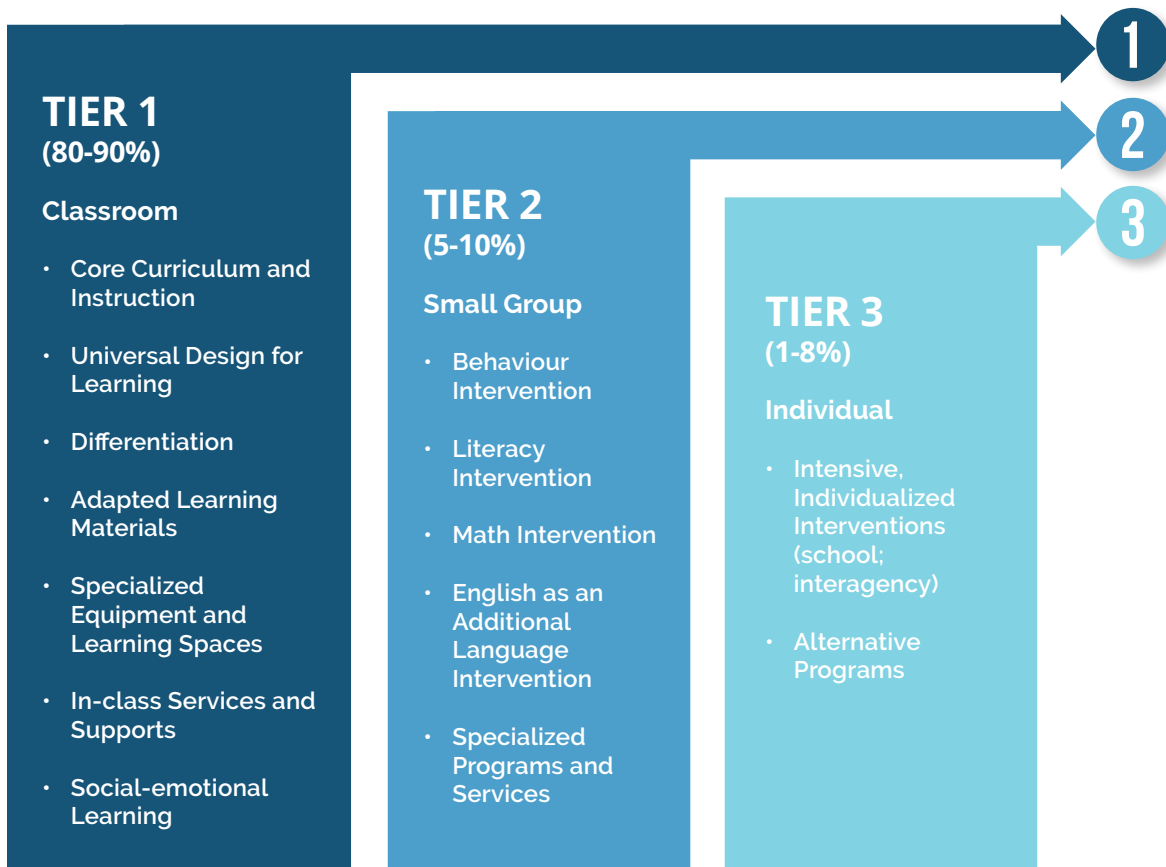 1
2
3
TIER 1
(80-90%)
Classroom
• Core Curriculum and
Instruction
• Universal Design for
Learning
• Differentiation
• Adapted Learning
Materials
• Specialized
Equipment and
Learning Spaces
• In-class Services and
Supports
• Social-emotional
Learning
TIER 2
(5-10%)
Small Group
• Behaviour
Intervention
• Literacy
Intervention
• Math Intervention
• English as an
Additional
Language
Intervention
• Specialized
Programs and
Services
TIER 3
(1-8%)
Individual
• Intensive,
Individualized
Interventions
(school;
interagency)
• Alternative
Programs